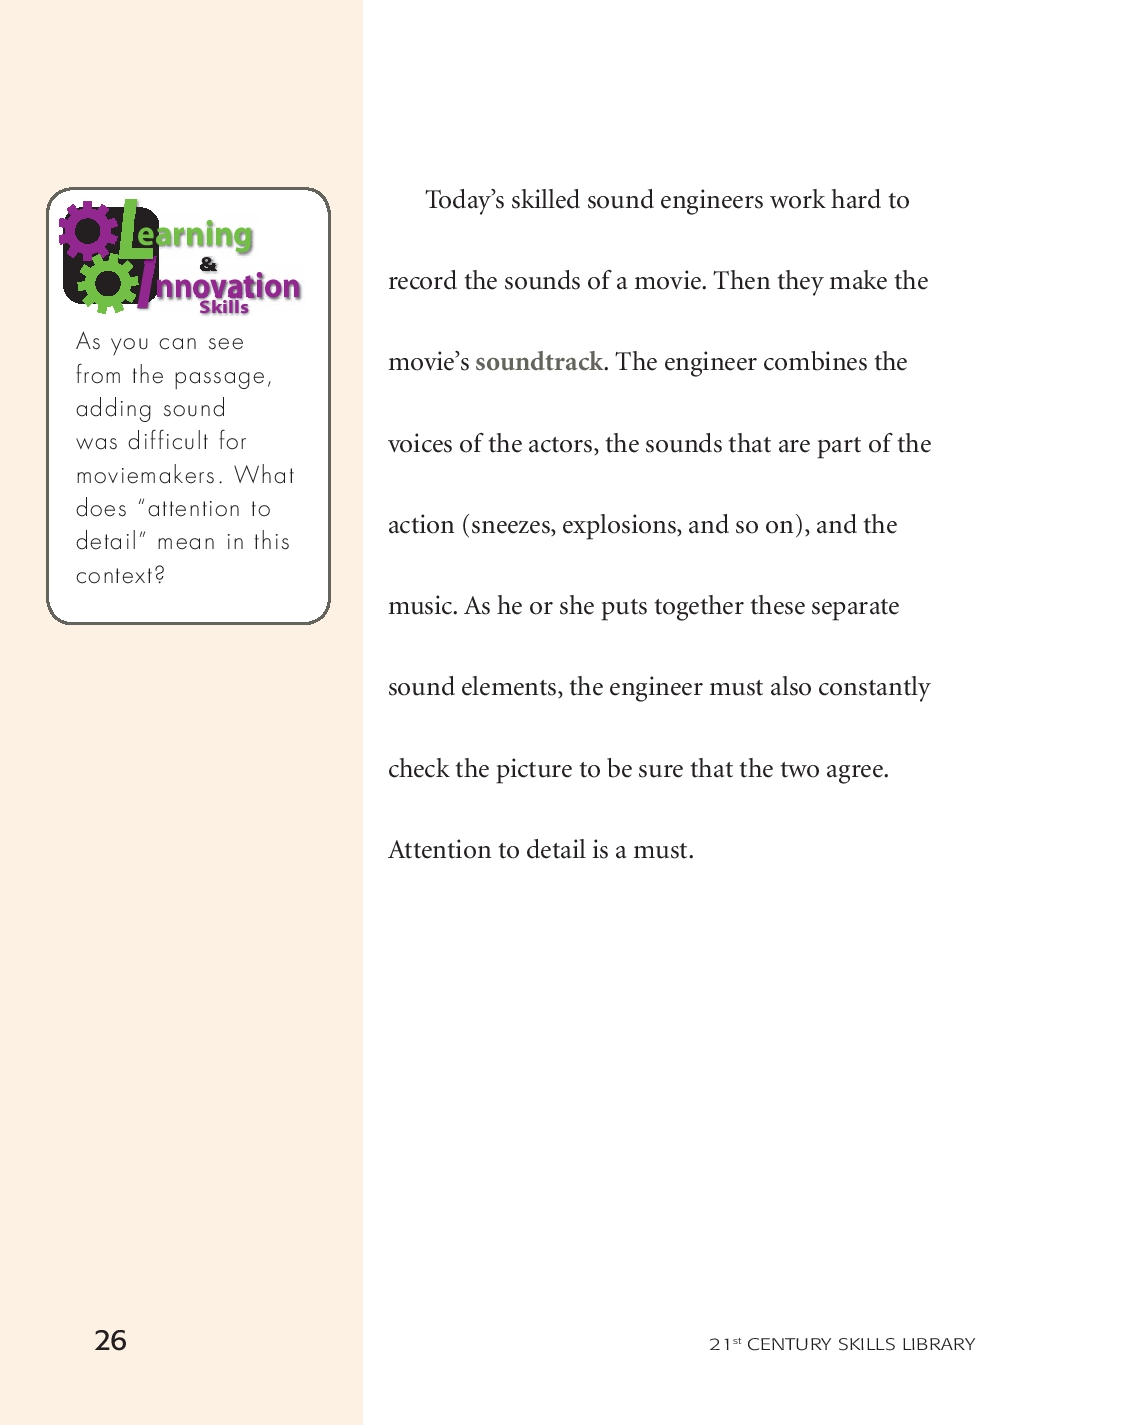 Learning
&
Innovation
Skills
As you can see
from the passage,
adding sound
was difficult for
moviemakers. What
does “attention to
detail” mean in this
context?
Today’s skilled sound engineers work hard to
record the sounds of a movie. Then they make the
movie’s soundtrack. The engineer combines the
voices of the actors, the sounds that are part of the
action (sneezes, explosions, and so on), and the
music. As he or she puts together these separate
sound elements, the engineer must also constantly
check the picture to be sure that the two agree.
Attention to detail is a must.
26
21st CENTURY SKILLS LIBRARY